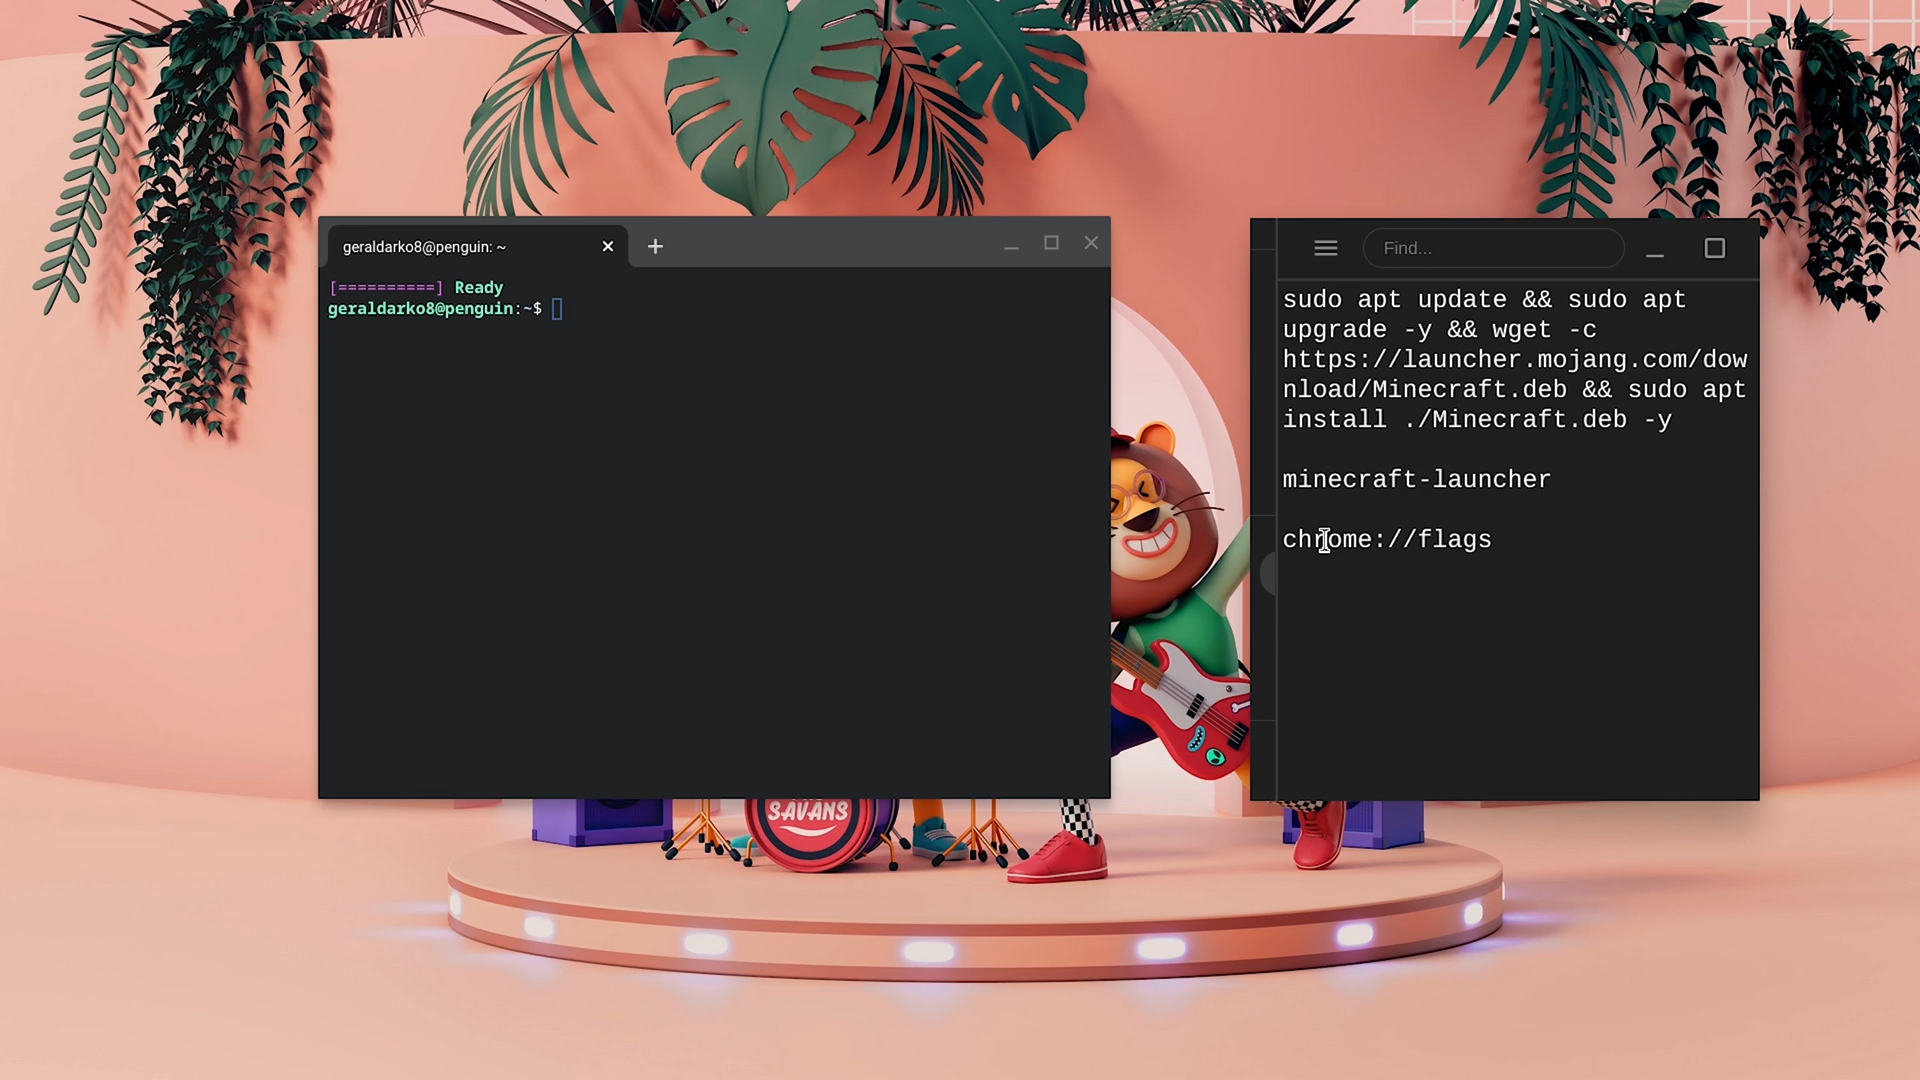 geraldarko8@penguin: ~
[==========] Ready
geraldarko8@penguin:~$
Find...
sudo apt update && sudo apt
upgrade -y && wget -c
https://launcher.mojang.com/dow
nload/Minecraft.deb && sudo apt
install ./Minecraft.deb -y
minecraft-launcher
chrome://flags
SAVANS